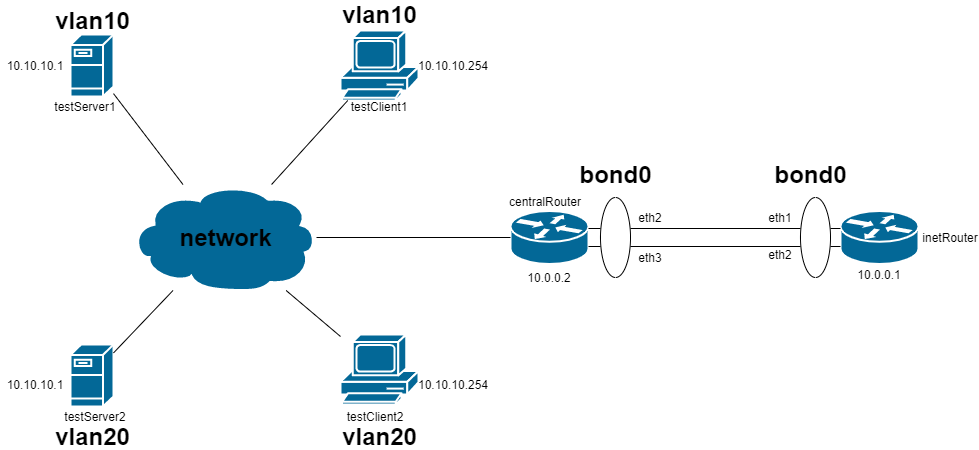 vlan10
10.10.10.1
testServer1
vlan10
10.10.10.254
testClient1
network
bond0
bond0
centralRouter
eth2
eth1
eth3
eth2
10.0.0.2
inetRouter
10.0.0.1
10.10.10.1
testServer2
vlan20
10.10.10.254
testClient2
vlan20